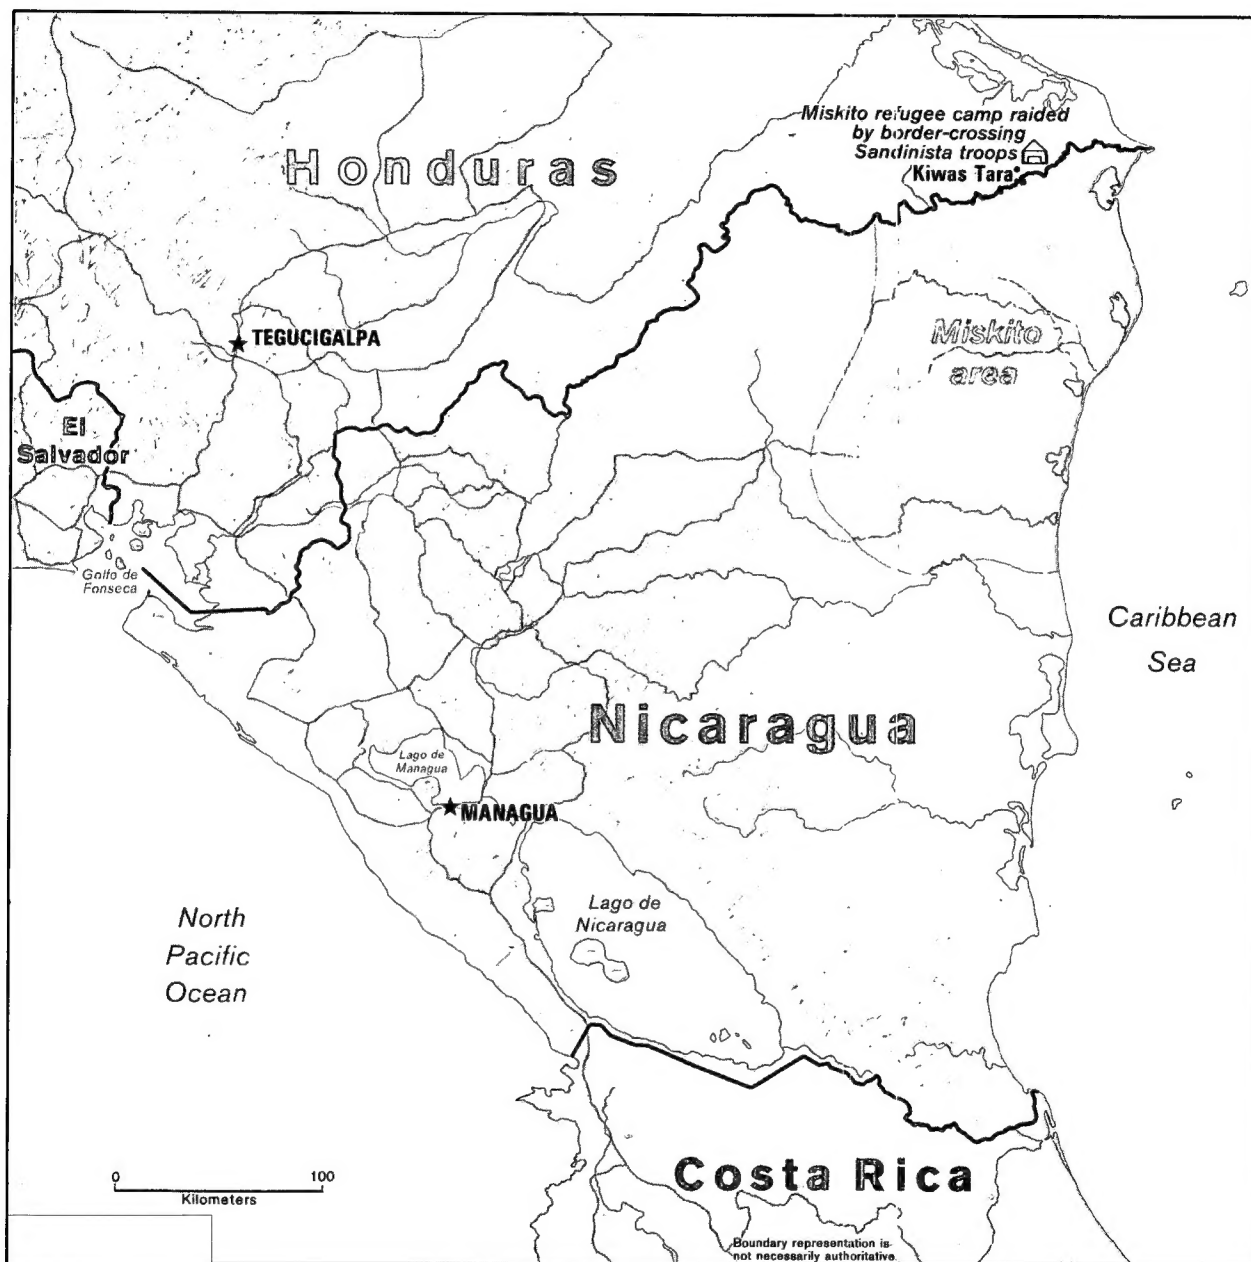 Miskito refugee camp raided
by border-crossing
Sandinista troops
Kiwas Tara
Honduras
TEGUCIGALPA
Miskito
area
El
Salvador
Golfo de
Fonseca
Caribbean
Sea
Nicaragua
Lago de
Managua
MANAGUA
Lago de
Nicaragua
North
Pacific
Ocean
Costa Rica
0 100
Kilometers
Boundary representation is
not necessarily authoritative.